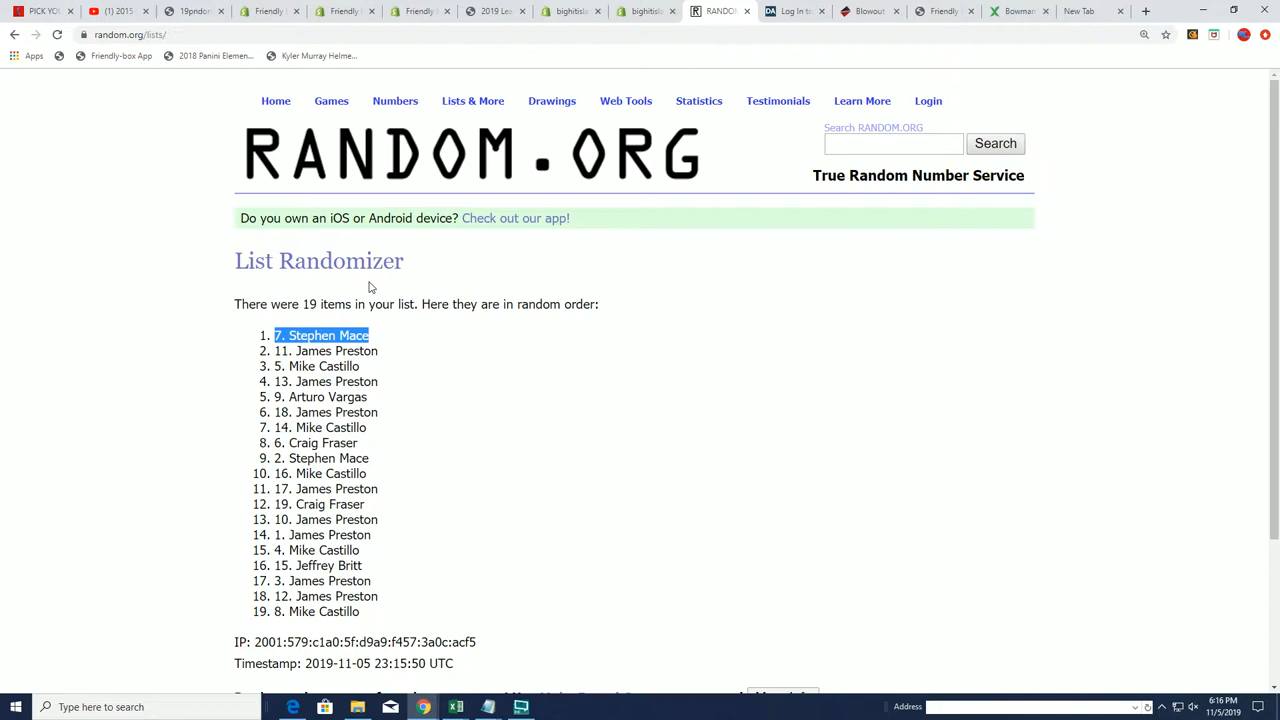 PICK YO
(2015
19pndor
Friendly
Friendly
Friendly
2019 Lea
bightisla
bightisla
RANDOM
Log In to
Blowout
Friendly
Bowman
New Tab
random.org/lists/
Apps
Friendly-box App
2018 Panini Elemen...
Kyler Murray Helme...
Home Games Numbers Lists & More Drawings Web Tools Statistics Testimonials Learn More Login
RANDOM.ORG
Search RANDOM.ORG
Search
True Random Number Service
Do you own an iOS or Android device? Check out our app!
List Randomizer
There were 19 items in your list. Here they are in random order:
1. 7. Stephen Mace
2. 11. James Preston
3. 5. Mike Castillo
4. 13. James Preston
5. 9. Arturo Vargas
6. 18. James Preston
7. 14. Mike Castillo
8. 6. Craig Fraser
9. 2. Stephen Mace
10. 16. Mike Castillo
11. 17. James Preston
12. 19. Craig Fraser
13. 10. James Preston
14. 1. James Preston
15. 4. Mike Castillo
16. 15. Jeffrey Britt
17. 3. James Preston
18. 12. James Preston
19. 8. Mike Castillo
IP: 2001:579:c1a0:5f:d9a9:f457:3a0c:acf5
Timestamp: 2019-11-05 23:15:50 UTC
Type here to search
Address
6:16 PM
11/5/2019